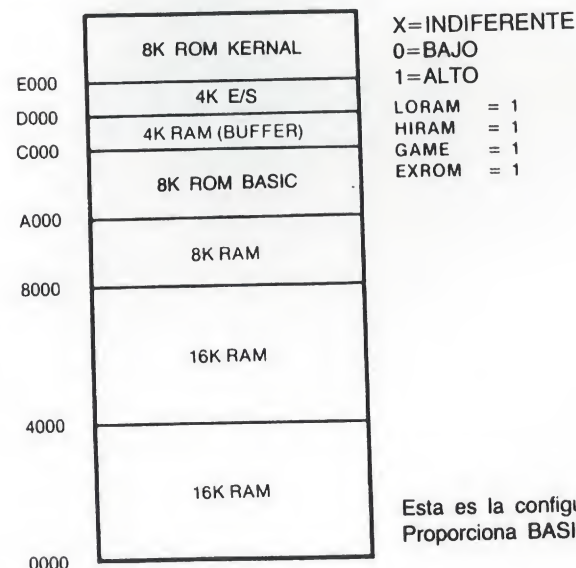 8K ROM KERNAL
E000
4K E/S
D000
4K RAM (BUFFER)
C000
8K ROM BASIC
A000
8K RAM
8000
16K RAM
4000
16K RAM
0000
X=INDIFERENTE
0=BAJO
1=ALTO
LORAM = 1
HIRAM = 1
GAME = 1
EXROM = 1
Esta es la
Proporciona